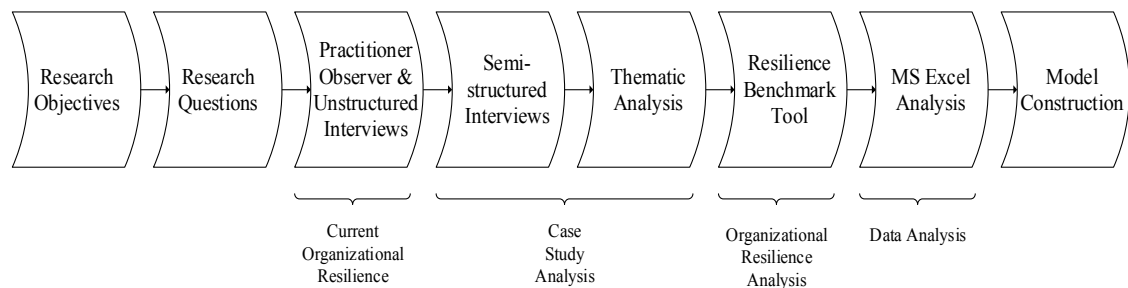 Research
Objectives
Research
Questions
Practitioner
Observer &
Unstructured
Interviews
Semi-
structured
Interviews
Thematic
Analysis
Resilience
Benchmark
Tool
MS Excel
Analysis
Model
Construction
Current
Organizational
Resilience
Case
Study
Analysis
Organizational
Resilience
Analysis
Data Analysis